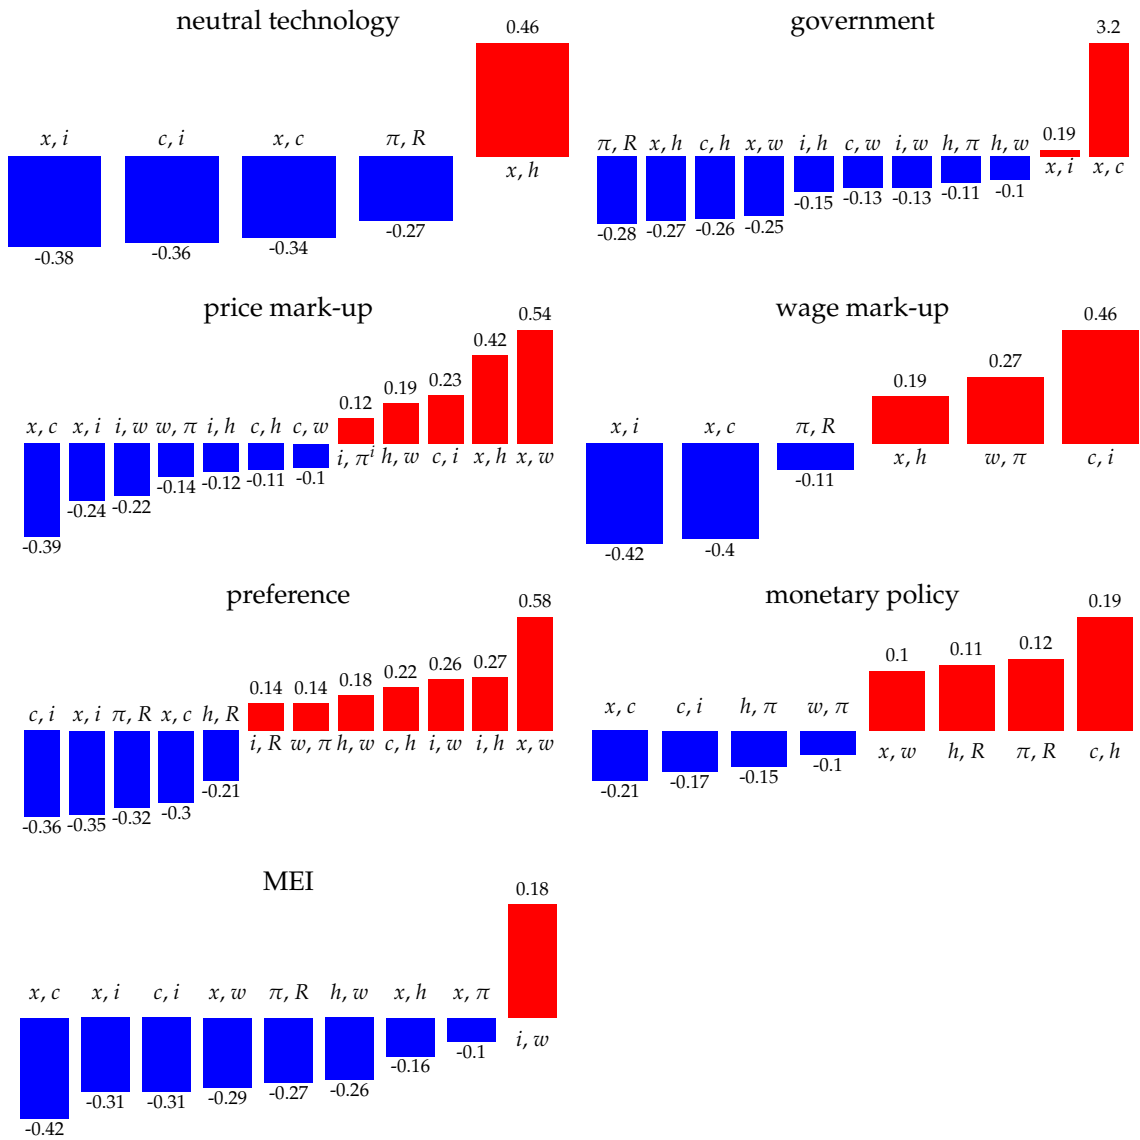 neutral technology
0.46
x, i c, i x, c π, R
x, h
-0.38 -0.36 -0.34 -0.27
government
3.2
0.19
π, R x, h c, h x, w i, h c, w i, w h, π h, w
x, i x, c
-0.28 -0.27 -0.26 -0.25 -0.15 -0.13 -0.13 -0.11 -0.1
price mark-up
0.12 0.19 0.23 0.42 0.54
x, c x, i i, w w, π i, h c, h c, w
i, πⁱ h, w c, i x, h x, w
-0.39 -0.24 -0.22 -0.14 -0.12 -0.11 -0.1
wage mark-up
0.19 0.27 0.46
x, i x, c π, R
x, h w, π c, i
-0.42 -0.4 -0.11
preference
0.14 0.14 0.18 0.22 0.26 0.27 0.58
c, i x, i π, R x, c h, R
i, R w, π h, w c, h i, w i, h x, w
-0.36 -0.35 -0.32 -0.3 -0.21
monetary policy
0.1 0.11 0.12 0.19
x, c c, i h, π w, π
x, w h, R π, R c, h
-0.21 -0.17 -0.15 -0.1
MEI
0.18
x, c x, i c, i x, w π, R h, w x, h x, π
i, w
-0.42 -0.31 -0.31 -0.29 -0.27 -0.26 -0.16 -0.1